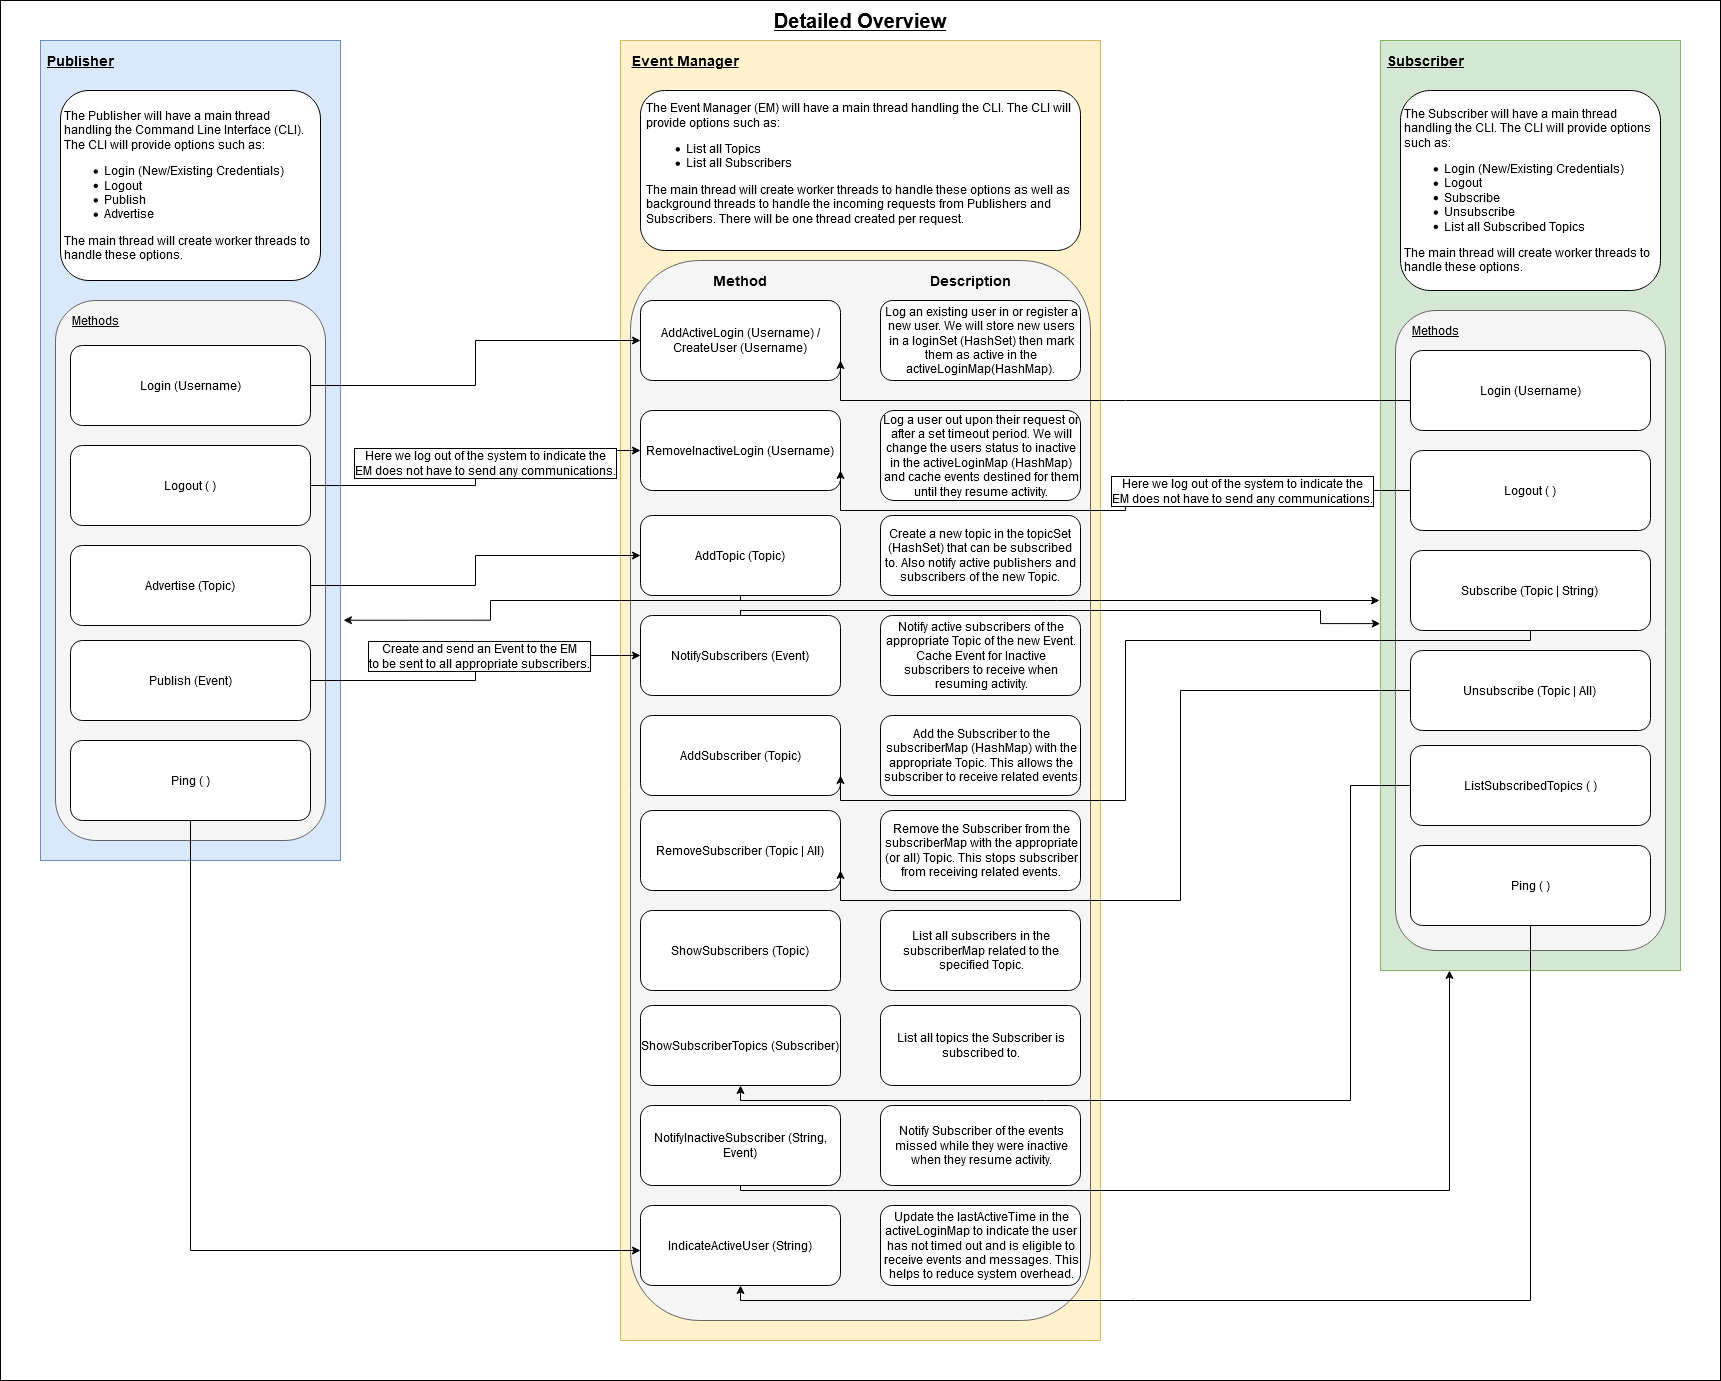 Detailed Overview
Publisher
The Publisher will have a main thread
handling the Command Line Interface (CLI).
The CLI will provide options such as:
• Login (New/Existing Credentials)
• Logout
• Publish
• Advertise
The main thread will create worker threads to
handle these options.
Methods
Login (Username)
Logout ( )
Advertise (Topic)
Publish (Event)
Ping ( )
Here we log out of the system to indicate the
EM does not have to send any communications.
Create and send an Event to the EM
to be sent to all appropriate subscribers.
Event Manager
The Event Manager (EM) will have a main thread handling the CLI. The CLI will
provide options such as:
• List all Topics
• List all Subscribers
The main thread will create worker threads to handle these options as well as
background threads to handle the incoming requests from Publishers and
Subscribers. There will be one thread created per request.
Method
Description
AddActiveLogin (Username) /
CreateUser (Username)
Log an existing user in or register a
new user. We will store new users
in a loginSet (HashSet) then mark
them as active in the
activeLoginMap(HashMap).
RemoveInactiveLogin (Username)
Log a user out upon their request or
after a set timeout period. We will
change the users status to inactive
in the activeLoginMap (HashMap)
and cache events destined for them
until they resume activity.
AddTopic (Topic)
Create a new topic in the topicSet
(HashSet) that can be subscribed
to. Also notify active publishers and
subscribers of the new Topic.
NotifySubscribers (Event)
Notify active subscribers of the
appropriate Topic of the new Event.
Cache Event for Inactive
subscribers to receive when
resuming activity.
AddSubscriber (Topic)
Add the Subscriber to the
subscriberMap (HashMap) with the
appropriate Topic. This allows the
subscriber to receive related events
RemoveSubscriber (Topic | All)
Remove the Subscriber from the
subscriberMap with the appropriate
(or all) Topic. This stops subscriber
from receiving related events.
ShowSubscribers (Topic)
List all subscribers in the
subscriberMap related to the
specified Topic.
ShowSubscriberTopics (Subscriber)
List all topics the Subscriber is
subscribed to.
NotifyInactiveSubscriber (String,
Event)
Notify Subscriber of the events
missed while they were inactive
when they resume activity.
IndicateActiveUser (String)
Update the lastActiveTime in the
activeLoginMap to indicate the user
has not timed out and is eligible to
receive events and messages. This
helps to reduce system overhead.
Here we log out of the system to indicate the
EM does not have to send any communications.
Subscriber
The Subscriber will have a main thread
handling the CLI. The CLI will provide options
such as:
• Login (New/Existing Credentials)
• Logout
• Subscribe
• Unsubscribe
• List all Subscribed Topics
The main thread will create worker threads to
handle these options.
Methods
Login (Username)
Logout ( )
Subscribe (Topic | String)
Unsubscribe (Topic | All)
ListSubscribedTopics ( )
Ping ( )